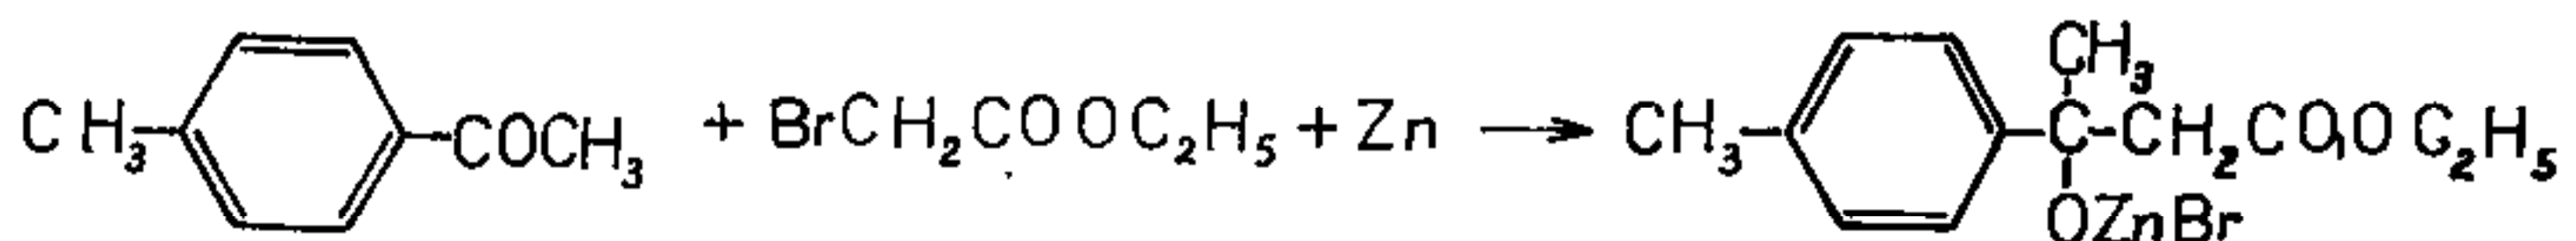 CH₃
CH₃-COCH₃ + BrCH₂COOC₂H₅ + Zn → CH₃-C-CH₂COOC₂H₅
OZnBr